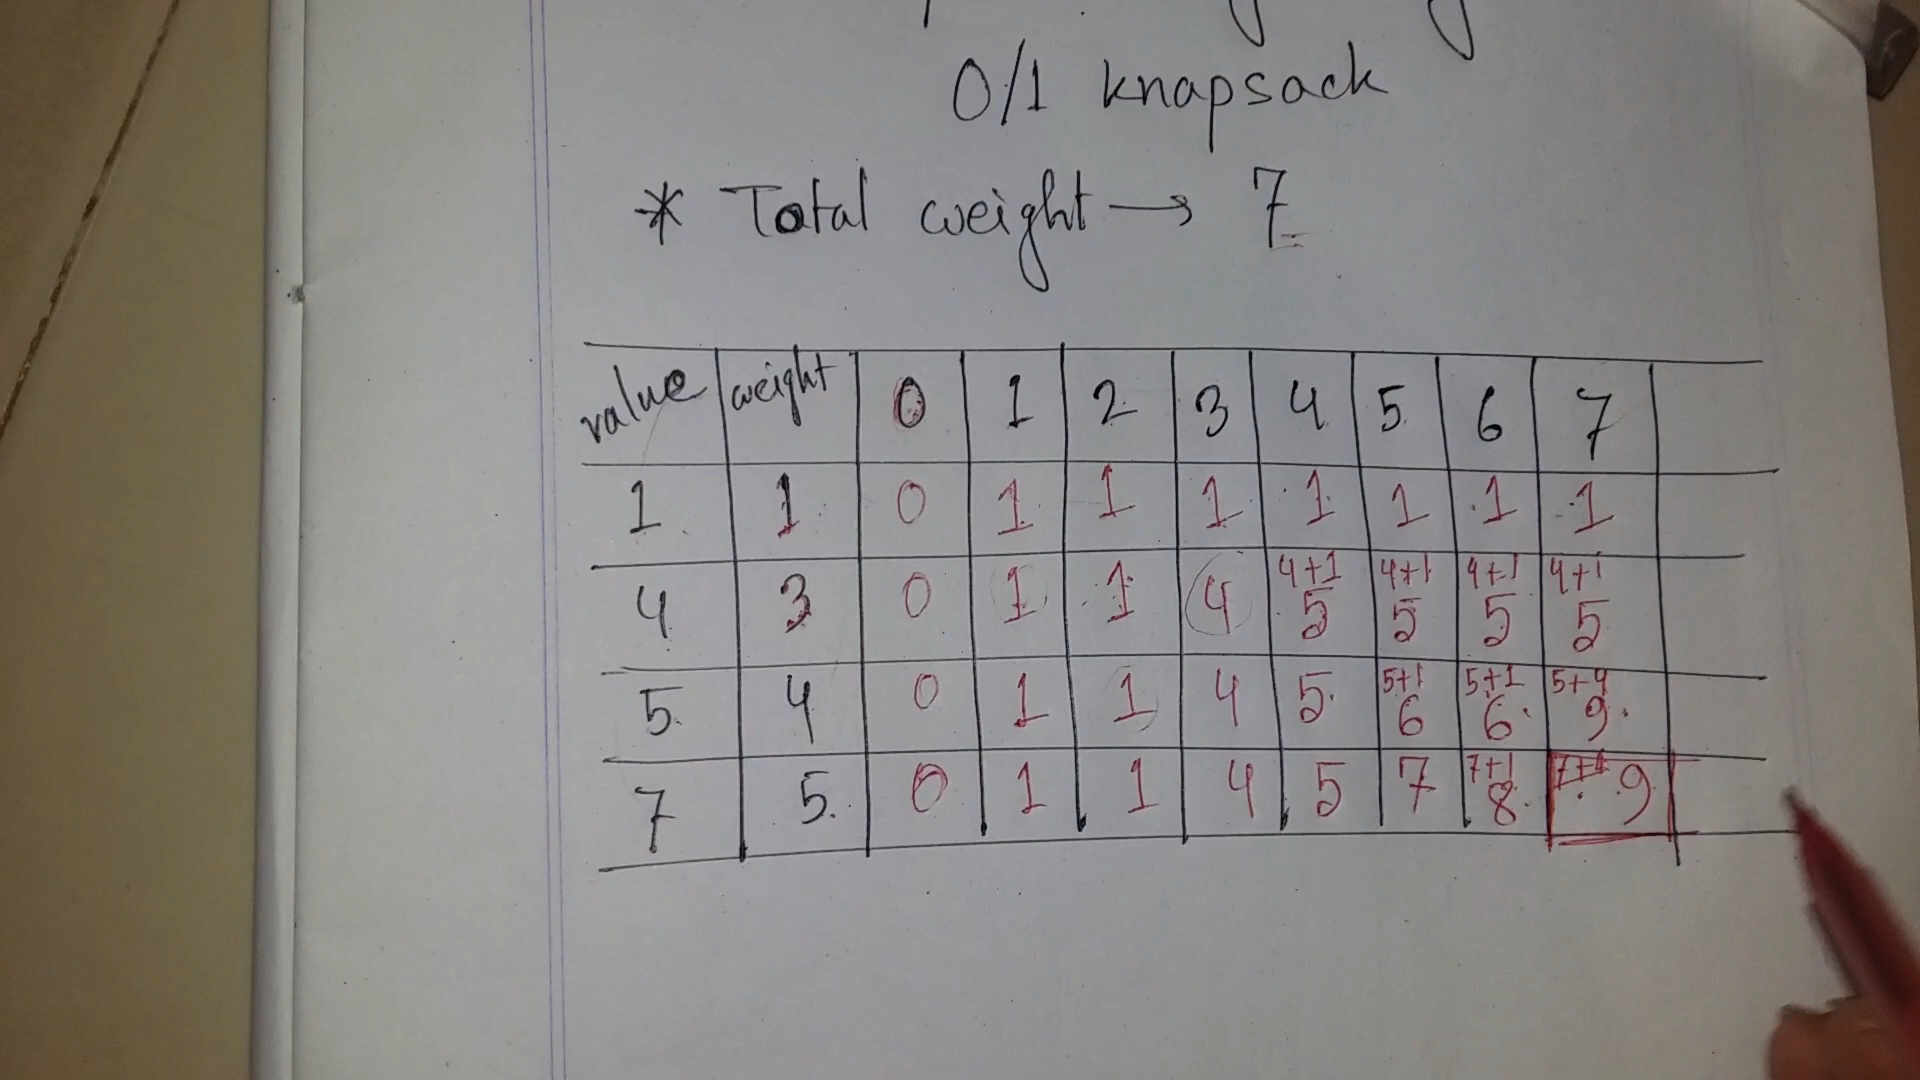 0/1 knapsack
* Total weight → 7
value weight 0 1 2 3 4 5 6 7
1 1 0 1 1 1 1 1 1 1
4+1 4+1 4+1 4+1
4 3 0 1 1 4 5 5 5 5
5+1 5+1 5+4
5 4 0 1 1 4 5 6 6 9
7+1
7 5 0 1 1 4 5 7 8 9